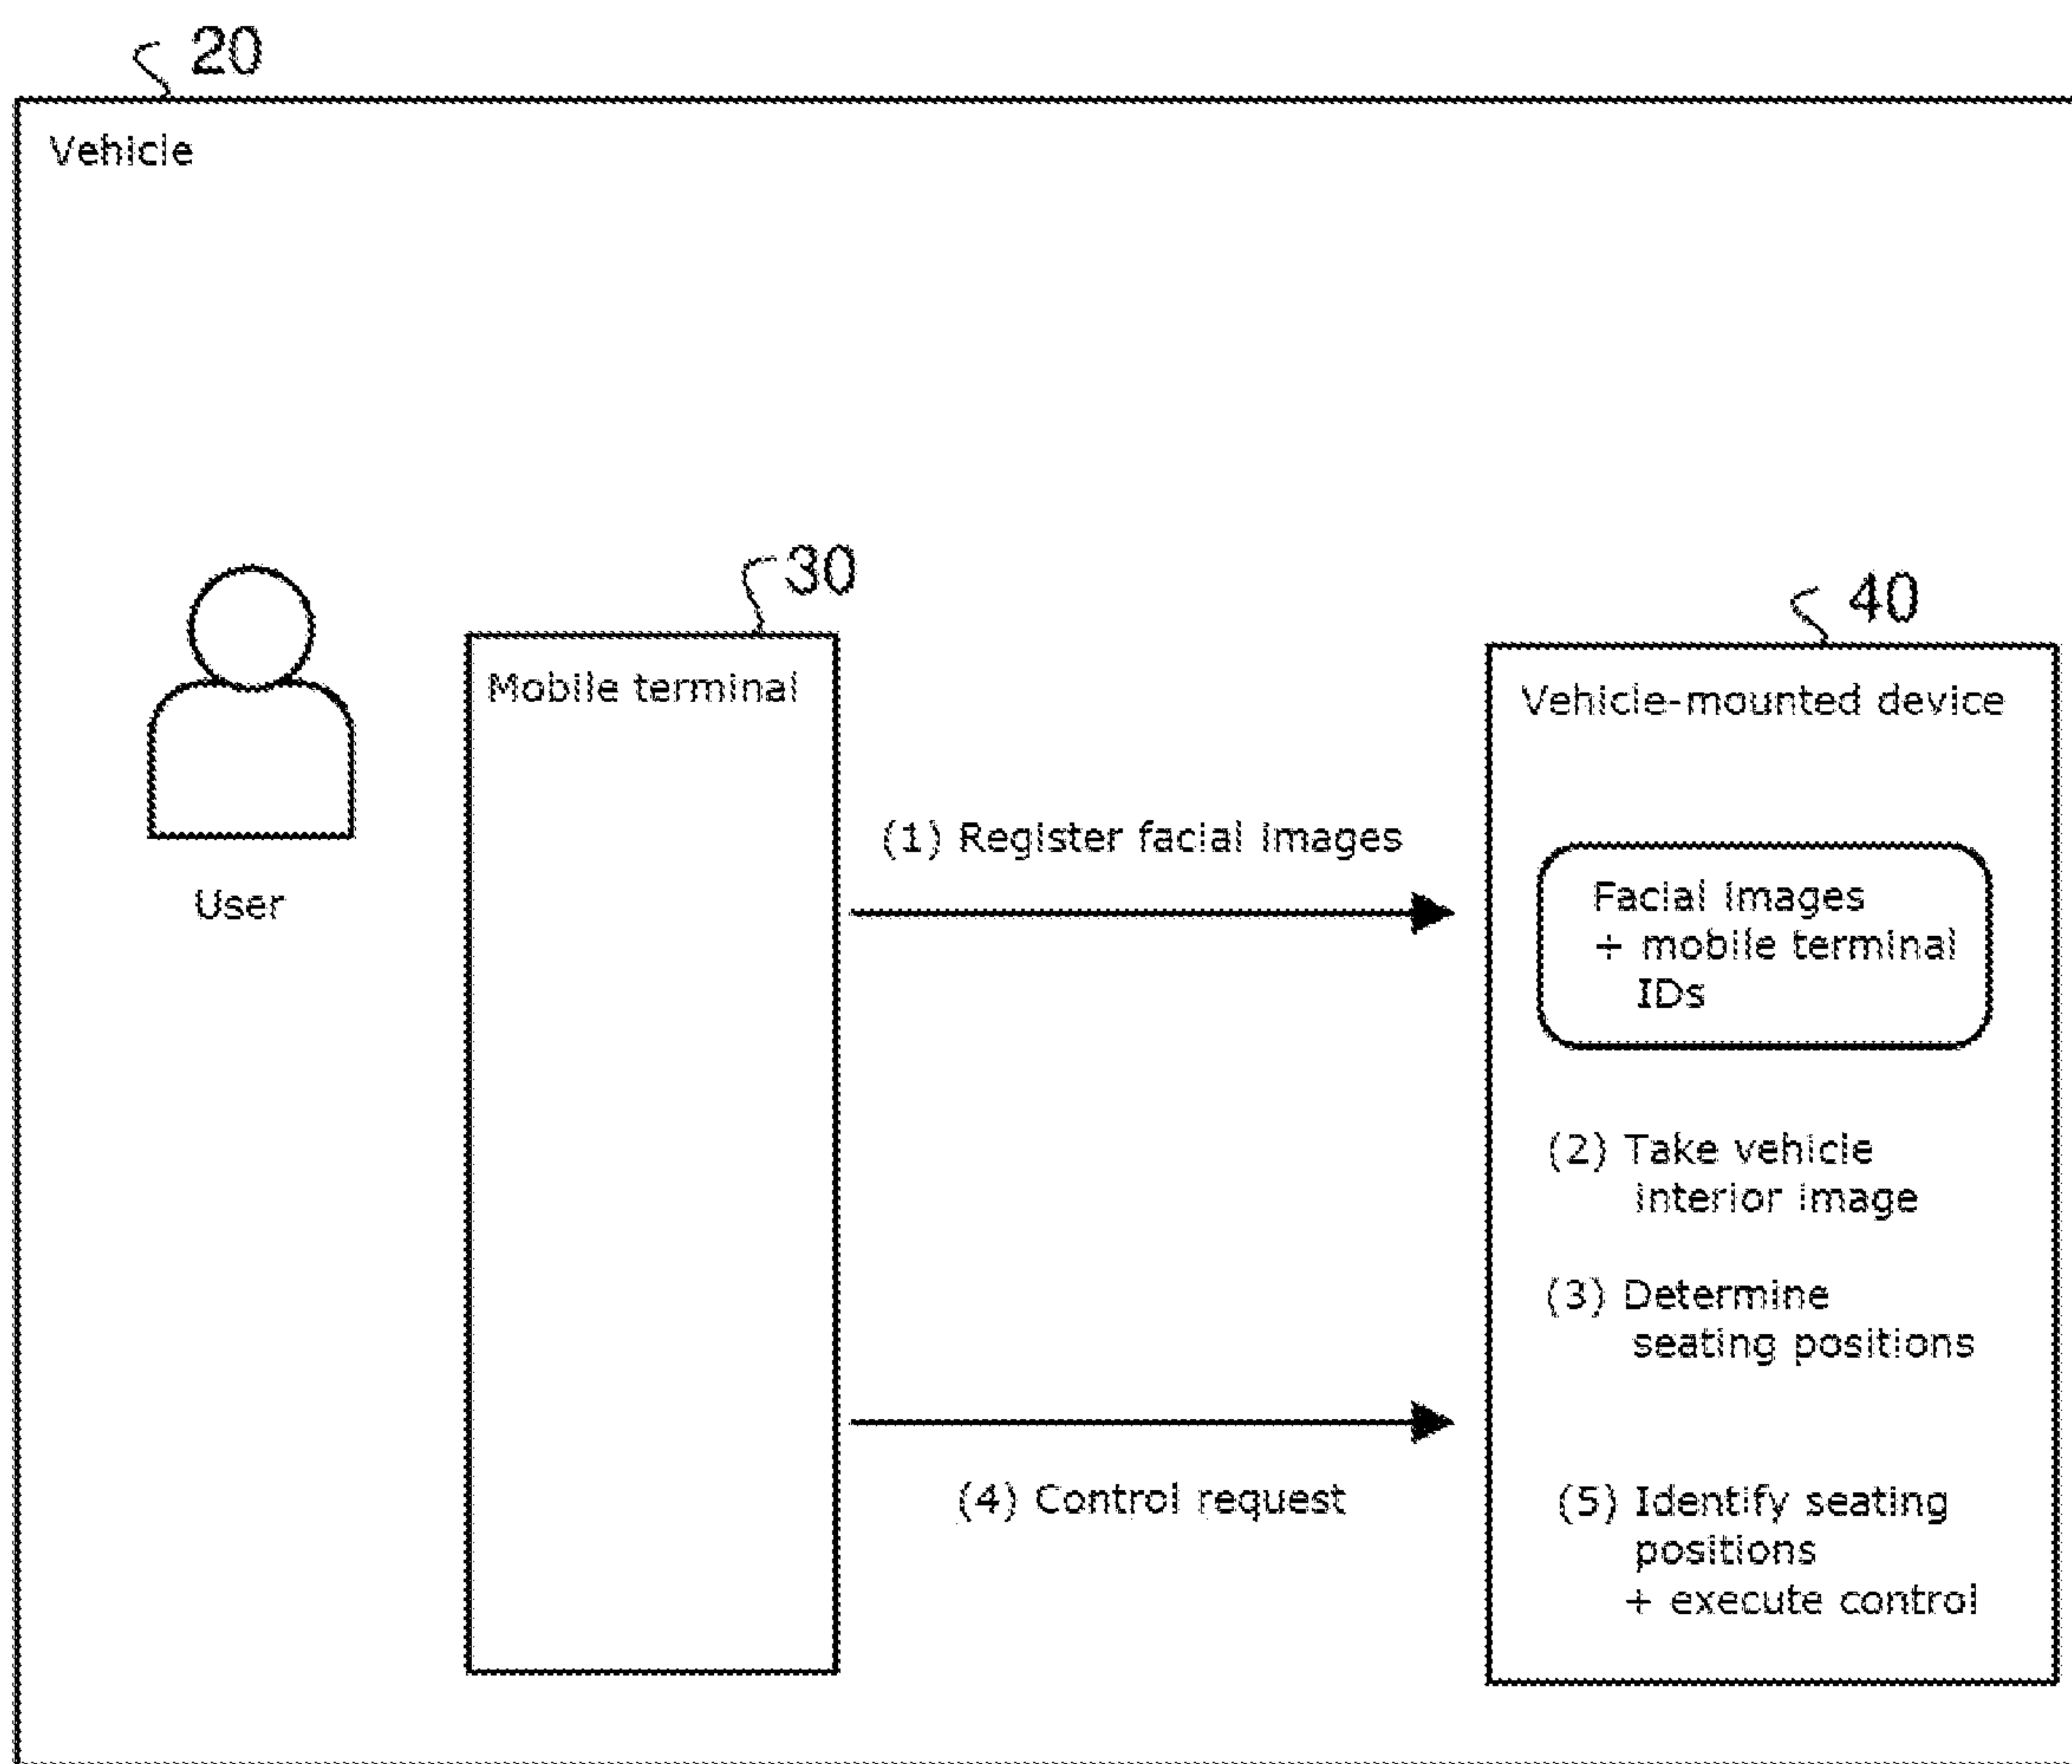 20
Vehicle
30
40
Mobile terminal
Vehicle-mounted device
(1) Register facial images
User
Facial images
+ mobile terminal
IDs
(2) Take vehicle
interior image
(3) Determine
seating positions
(4) Control request
(5) Identify seating
positions
+ execute control